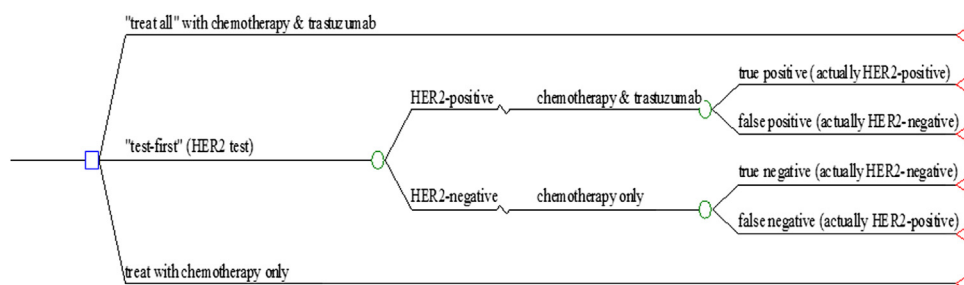 "treat all" with chemotherapy & trastuzumab
true positive (actually HER2-positive)
HER2-positive
chemotherapy & trastuzumab
false positive (actually HER2-negative)
"test-first" (HER2 test)
true negative (actually HER2-negative)
HER2-negative
chemotherapy only
false negative (actually HER2-positive)
treat with chemotherapy only